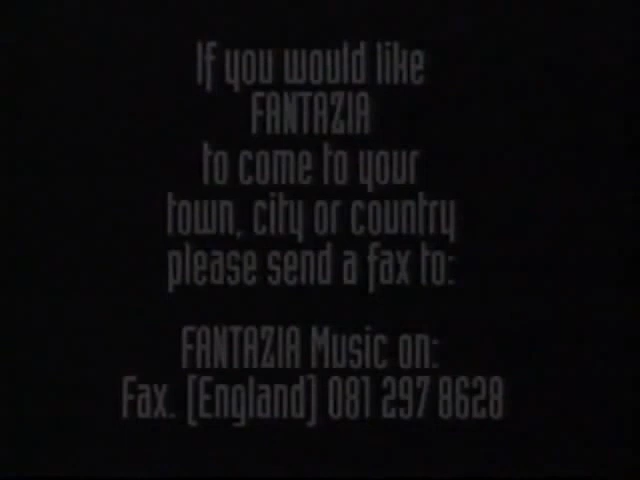 If you would like
FANTAZIA
to come to your
town, city or country
please send a fax to:
FANTAZIA Music on:
Fax. [England] 081 297 8628